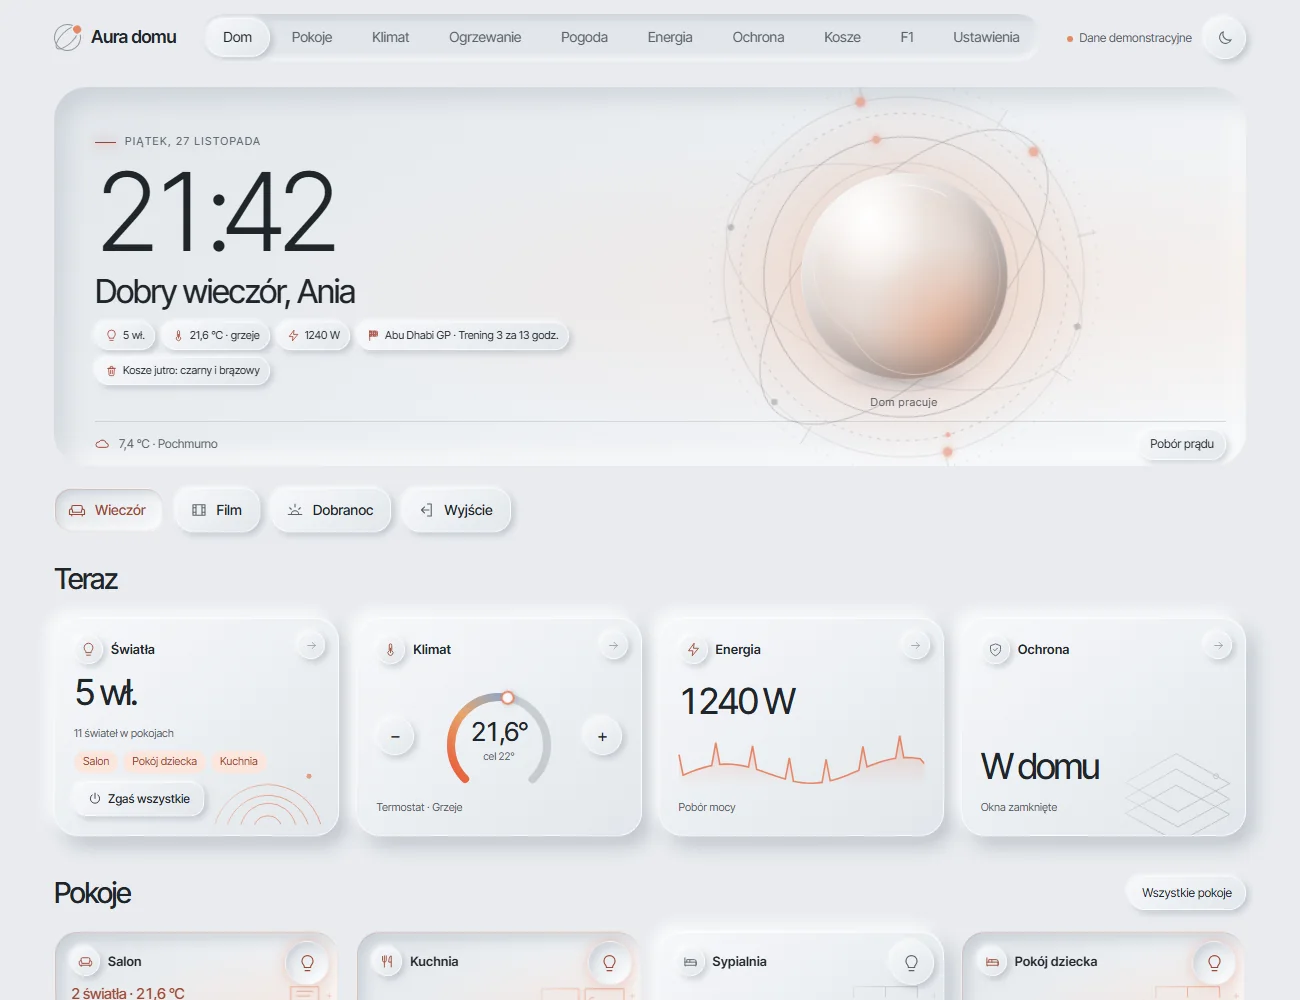 Aura domu
Dom Pokoje Klimat Ogrzewanie Pogoda Energia Ochrona Kosze F1 Ustawienia
Dane demonstracyjne
PIĄTEK, 27 LISTOPADA
21:42
Dobry wieczór, Ania
5 wł. 21,6 °C · grzeje 1240 W Abu Dhabi GP · Trening 3 za 13 godz.
Kosze jutro: czarny i brązowy
Dom pracuje
7,4 °C · Pochmurno
Pobór prądu
Wieczór Film Dobranoc Wyjście
Teraz
Światła
5 wł.
11 świateł w pokojach
Salon Pokój dziecka Kuchnia
Zgaś wszystkie
Klimat
−
21,6°
cel 22°
+
Termostat · Grzeje
Energia
1240 W
Pobór mocy
Ochrona
W domu
Okna zamknięte
Pokoje
Wszystkie pokoje
Salon
2 światła · 21,6 °C
Kuchnia
Sypialnia
Pokój dziecka